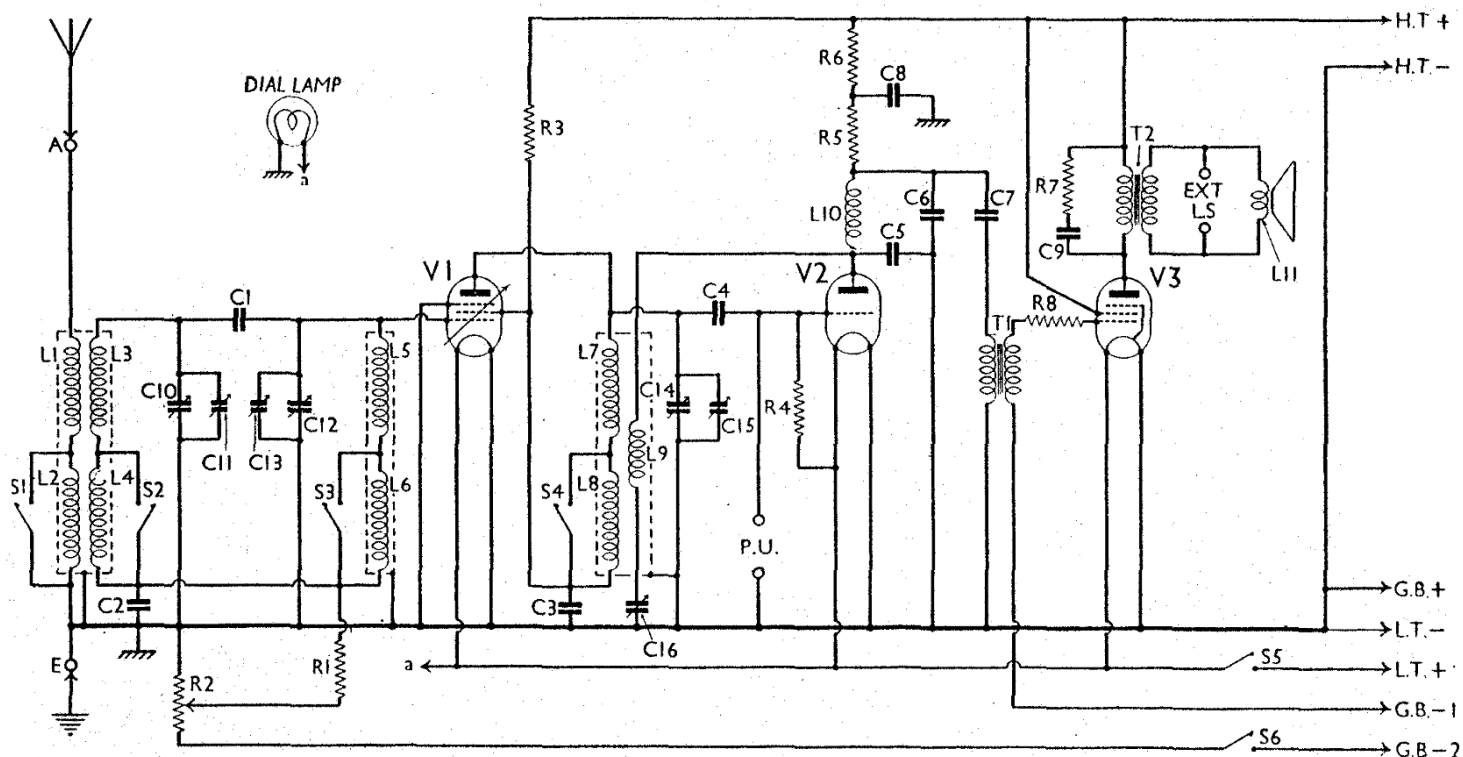 H.T +
H.T.-
DIAL LAMP
a
A
R3
R6
C8
R5
T2
R7
EXT
L.S
L10
C6
C7
C5
C9
L11
V1
V2
V3
C1
C4
T1
R8
L1
L3
L5
L7
C10
C11
C13
C12
C14
C15
R4
L9
L2
L4
L6
L8
S1
S2
S3
S4
P.U.
C2
C3
C16
G.B.+
L.T.-
E
R2
R1
a
S5
L.T.+
G.B.-1
S6
G.B-2